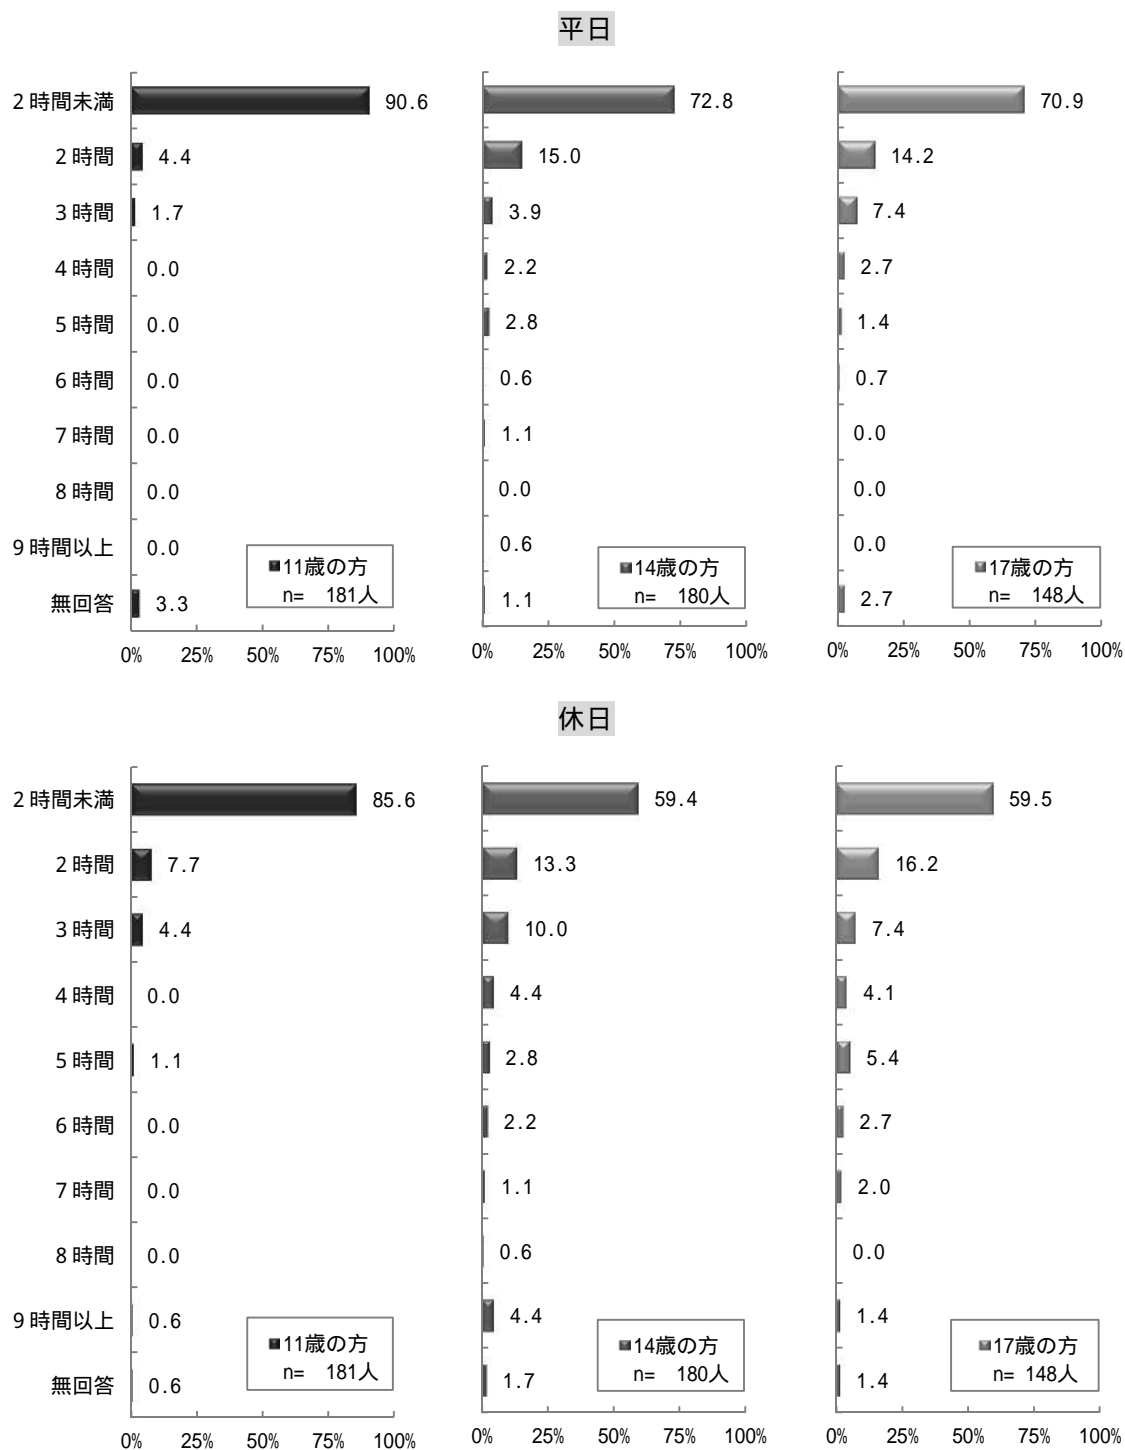 平日
2時間未満 90.6 72.8 70.9
2時間 4.4 15.0 14.2
3時間 1.7 3.9 7.4
4時間 0.0 2.2 2.7
5時間 0.0 2.8 1.4
6時間 0.0 0.6 0.7
7時間 0.0 1.1 0.0
8時間 0.0 0.0 0.0
9時間以上 0.0 0.6 0.0
無回答 3.3 1.1 2.7
■11歳の方 ■14歳の方 ■17歳の方
n= 181人 n= 180人 n= 148人
0% 25% 50% 75% 100% 0% 25% 50% 75% 100% 0% 25% 50% 75% 100%
休日
2時間未満 85.6 59.4 59.5
2時間 7.7 13.3 16.2
3時間 4.4 10.0 7.4
4時間 0.0 4.4 4.1
5時間 1.1 2.8 5.4
6時間 0.0 2.2 2.7
7時間 0.0 1.1 2.0
8時間 0.0 0.6 0.0
9時間以上 0.6 4.4 1.4
無回答 0.6 1.7 1.4
■11歳の方 ■14歳の方 ■17歳の方
n= 181人 n= 180人 n= 148人
0% 25% 50% 75% 100% 0% 25% 50% 75% 100% 0% 25% 50% 75% 100%